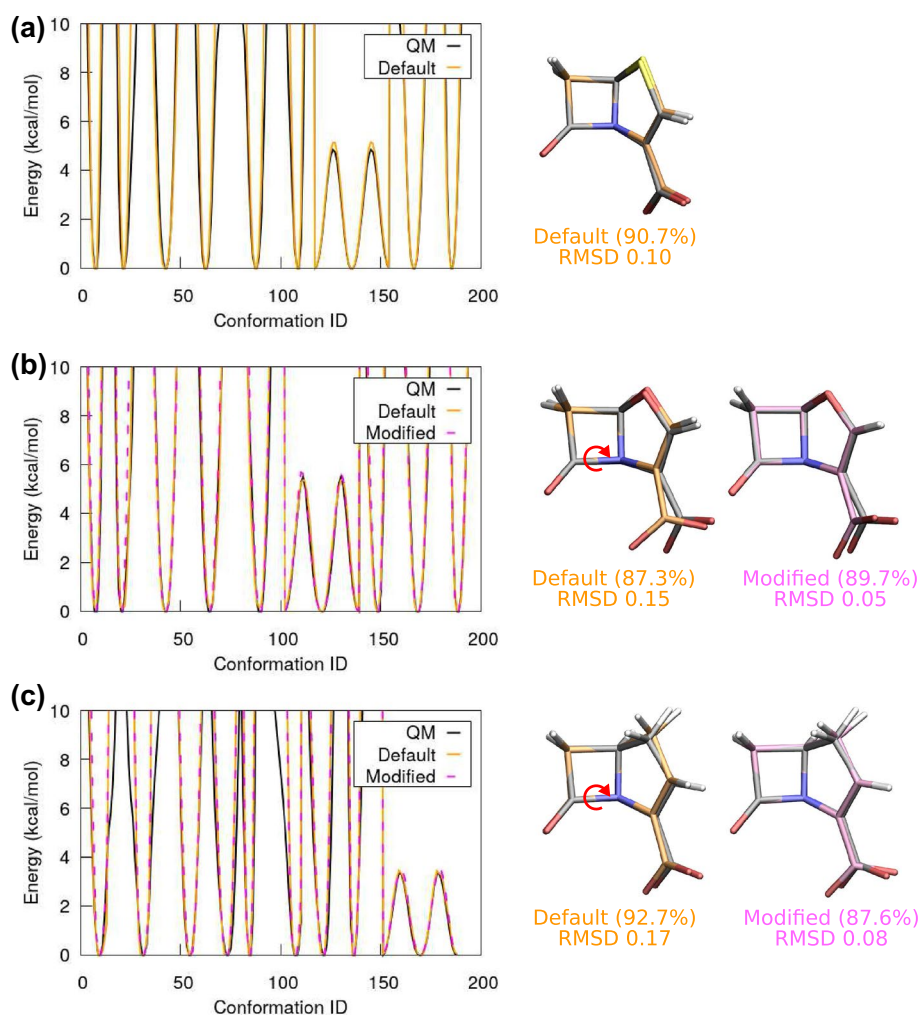 (a)
10
8
6
4
2
0
Energy (kcal/mol)
QM
Default
0 50 100 150 200
Conformation ID
Default (90.7%)
RMSD 0.10
(b)
10
8
6
4
2
0
Energy (kcal/mol)
QM
Default
Modified
0 50 100 150 200
Conformation ID
Default (87.3%)
RMSD 0.15
Modified (89.7%)
RMSD 0.05
(c)
10
8
6
4
2
0
Energy (kcal/mol)
QM
Default
Modified
0 50 100 150 200
Conformation ID
Default (92.7%)
RMSD 0.17
Modified (87.6%)
RMSD 0.08